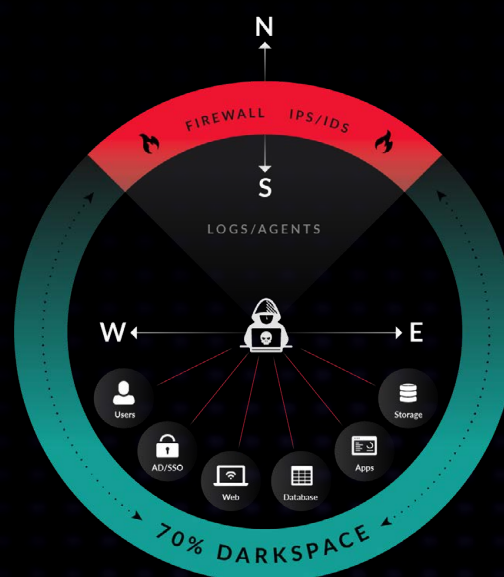 N
FIREWALL IPS/IDS
S
LOGS/AGENTS
W E
Users
Storage
AD/SSO
Apps
Web
Database
70% DARKSPACE